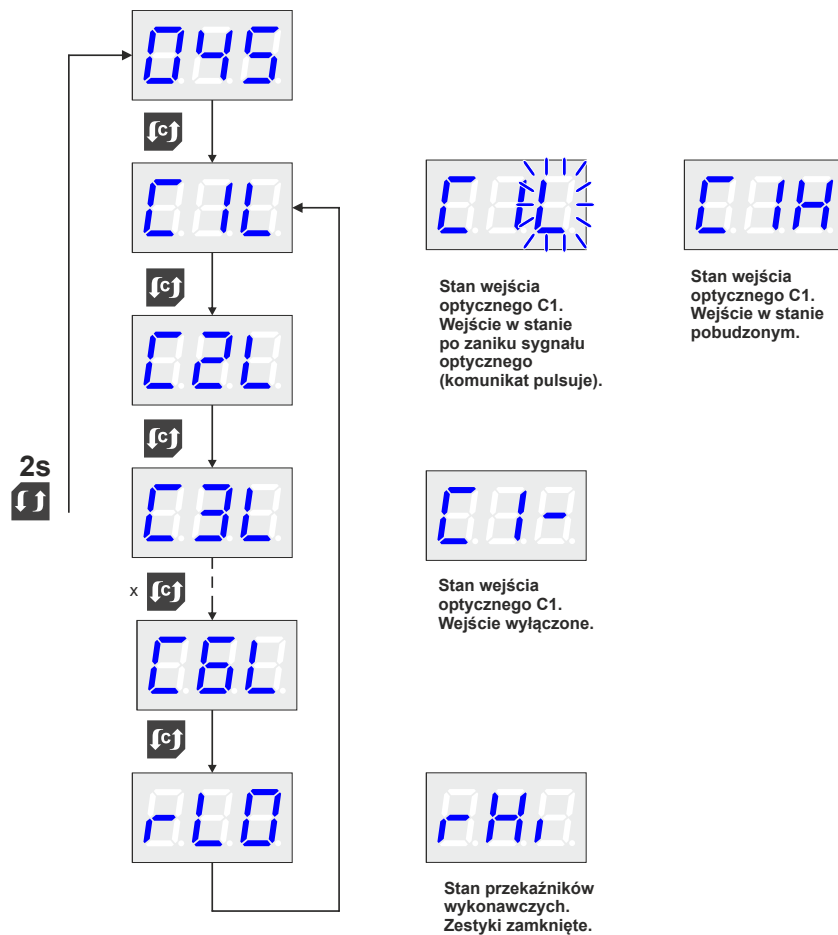 045
C
C1L
C1L
C1H
Stan wejścia
optycznego C1.
Wejście w stanie
po zaniku sygnału
optycznego
(komunikat pulsuje).
Stan wejścia
optycznego C1.
Wejście w stanie
pobudzonym.
C
C2L
C
2s
C3L
C1-
Stan wejścia
optycznego C1.
Wejście wyłączone.
x C
C6L
C
rLO
rHi
Stan przekaźników
wykonawczych.
Zestyki zamknięte.